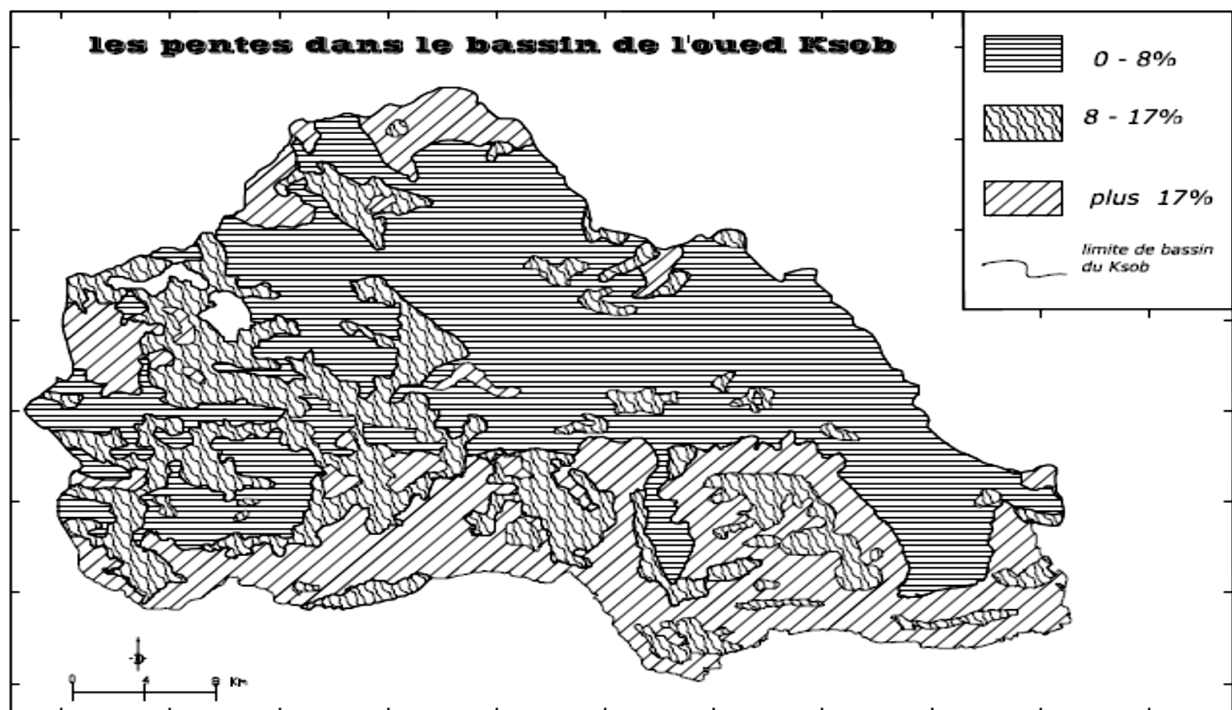 les pentes dans le bassin de l'oued Ksob
0 - 8%
8 - 17%
plus 17%
limite de bassin
du Ksob
0 4 8 Km